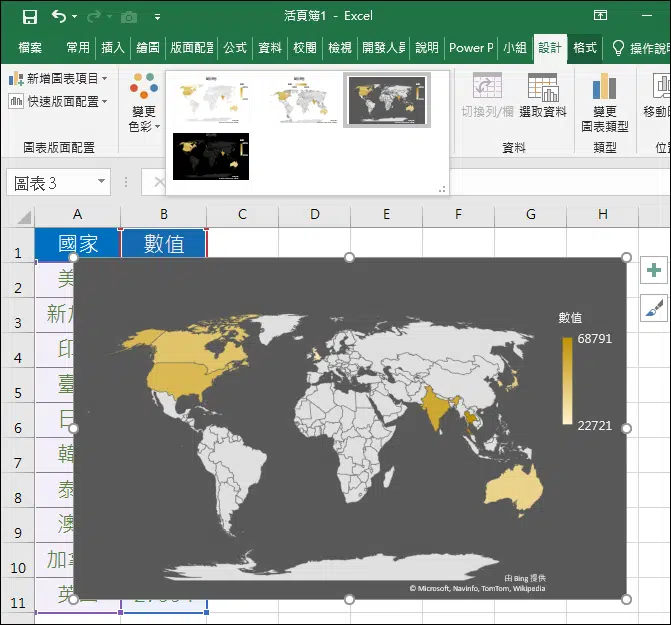 活頁簿1 - Excel
檔案 常用 插入 繪圖 版面配置 公式 資料 校閱 檢視 開發人員 說明 Power P 小組 設計 格式 操作說明
新增圖表項目
快速版面配置
圖表版面配置
變更
色彩
切換列/欄 選取資料
資料
變更
圖表類型
類型
移動圖
位置
圖表 3
A B C D E F G H
1 國家 數值
2 美
3 新加
4 印
5 臺
6 日
7 韓
8 泰
9 澳
10 加拿
11 英
數值
68791
22721
由 Bing 提供
© Microsoft, Navinfo, TomTom, Wikipedia